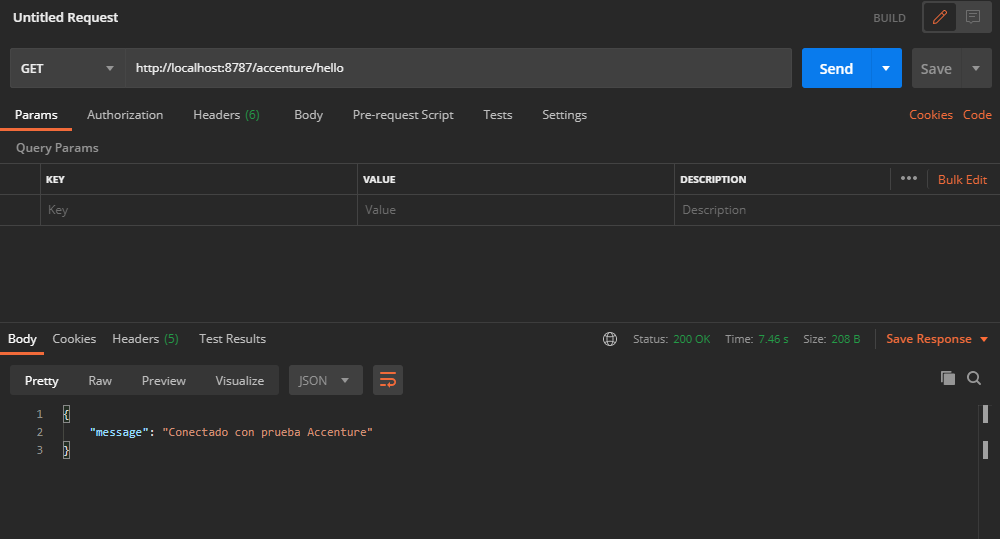 Untitled Request BUILD
GET http://localhost:8787/accenture/hello Send Save
Params Authorization Headers (6) Body Pre-request Script Tests Settings Cookies Code
Query Params
KEY VALUE DESCRIPTION ••• Bulk Edit
Key Value Description
Body Cookies Headers (5) Test Results Status: 200 OK Time: 7.46 s Size: 208 B Save Response
Pretty Raw Preview Visualize JSON
1 {
2 "message": "Conectado con prueba Accenture"
3 }